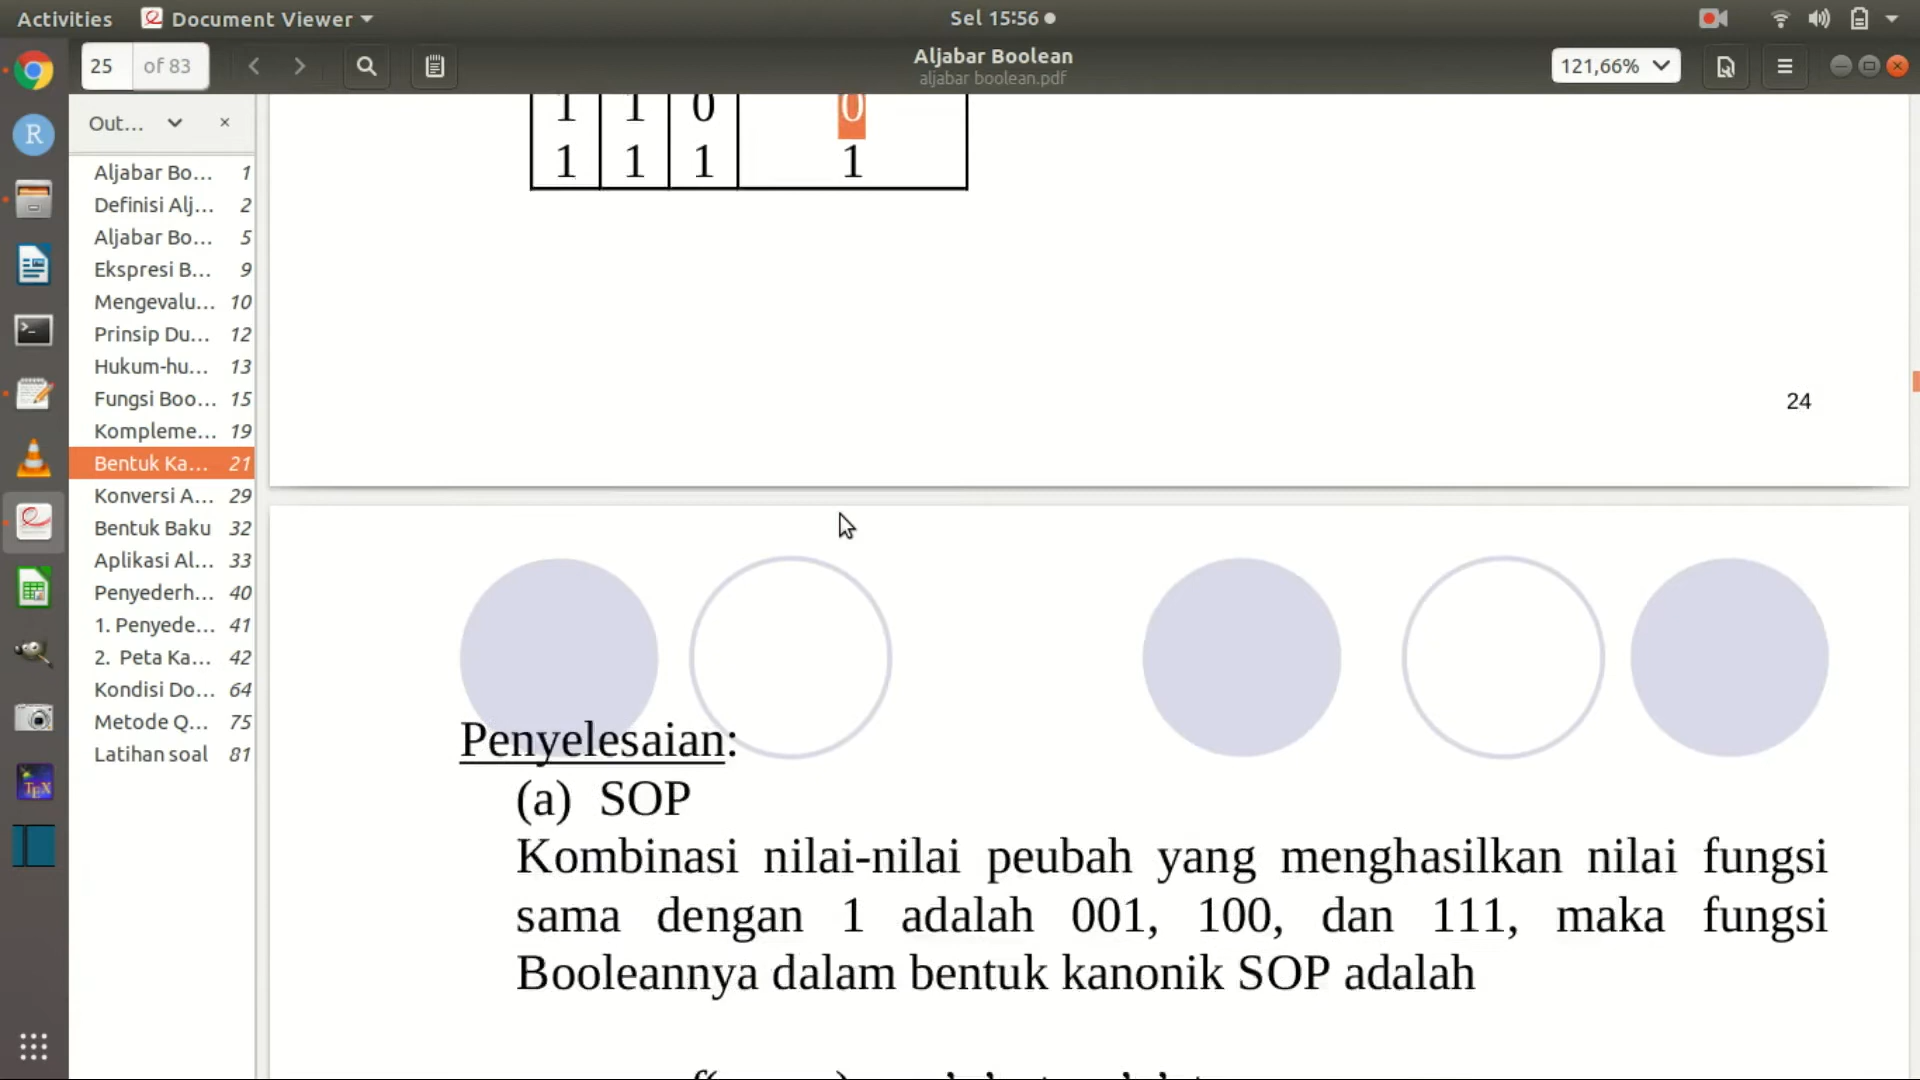 Activities
Document Viewer
Sel 15:56
25 of 83
Aljabar Boolean
aljabar boolean.pdf
121,66%
Out...
Aljabar Bo... 1
Definisi Alj... 2
Aljabar Bo... 5
Ekspresi B... 9
Mengevalu... 10
Prinsip Du... 12
Hukum-hu... 13
Fungsi Boo... 15
Kompleme... 19
Bentuk Ka... 21
Konversi A... 29
Bentuk Baku 32
Aplikasi Al... 33
Penyederh... 40
1. Penyede... 41
2. Peta Ka... 42
Kondisi Do... 64
Metode Q... 75
Latihan soal 81
1 1 0 0
1 1 1 1
24
Penyelesaian:
(a) SOP
Kombinasi nilai-nilai peubah yang menghasilkan nilai fungsi
sama dengan 1 adalah 001, 100, dan 111, maka fungsi
Booleannya dalam bentuk kanonik SOP adalah